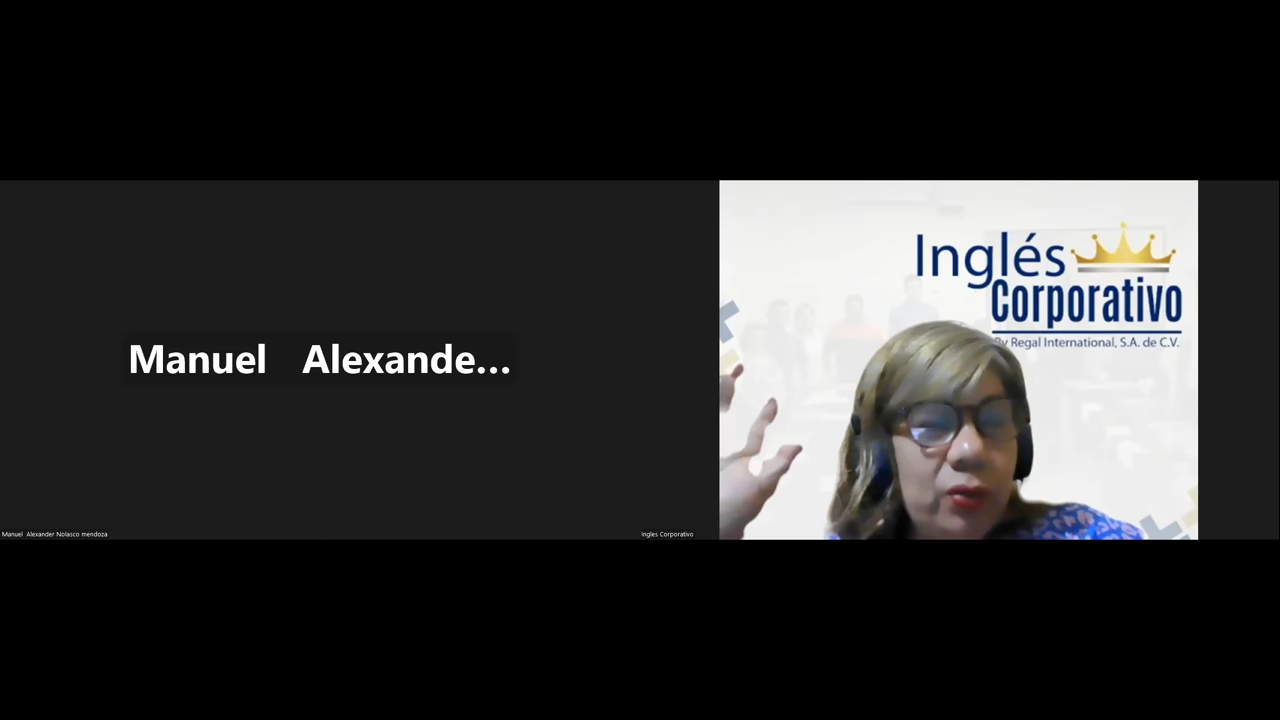 Manuel Alexande...
Manuel Alexander Nolasco mendoza
Ingles Corporativo
Inglés
Corporativo
By Regal International, S.A. de C.V.